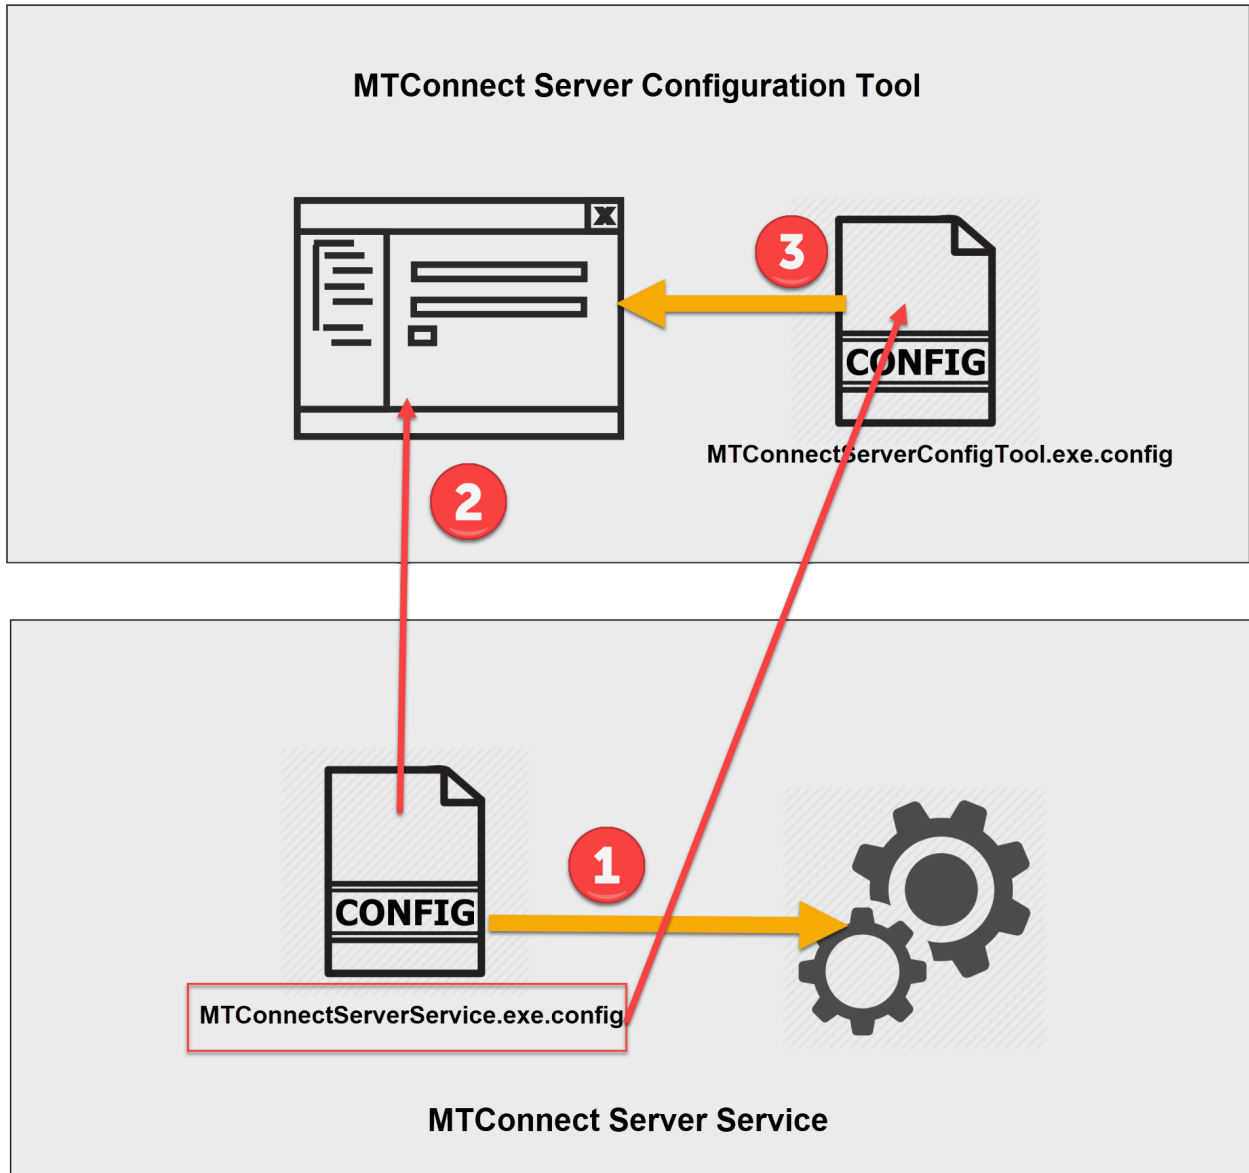 MTConnect Server Configuration Tool
X
3
CONFIG
MTConnectServerConfigTool.exe.config
2
1
CONFIG
MTConnectServerService.exe.config
MTConnect Server Service